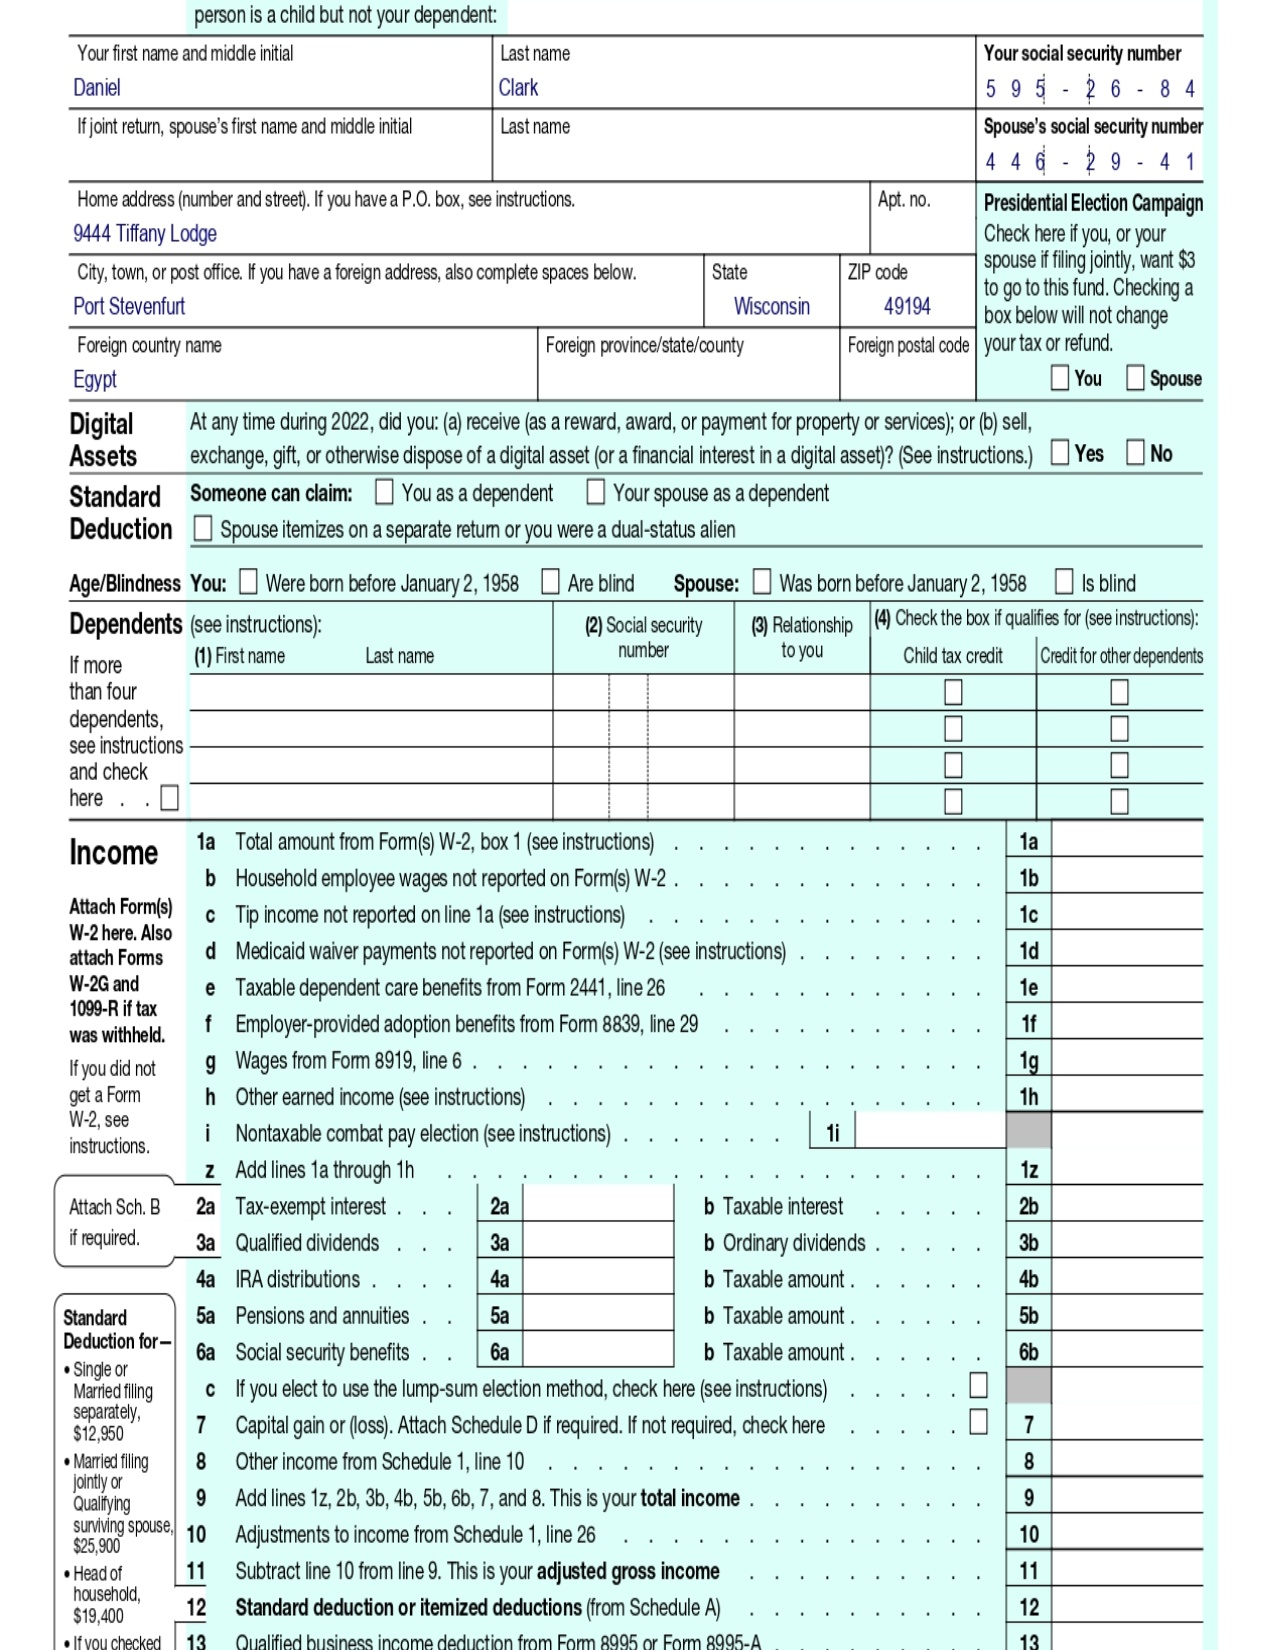 person is a child but not your dependent:
Your first name and middle initial Last name Your social security number
Daniel Clark 5 9 5 - 2 6 - 8 4
If joint return, spouse's first name and middle initial Last name Spouse's social security number
4 4 6 - 2 9 - 4 1
Home address (number and street). If you have a P.O. box, see instructions. Apt. no.
9444 Tiffany Lodge
City, town, or post office. If you have a foreign address, also complete spaces below. State ZIP code
Port Stevenfurt Wisconsin 49194
Foreign country name Foreign province/state/county Foreign postal code
Egypt
Presidential Election Campaign
Check here if you, or your
spouse if filing jointly, want $3
to go to this fund. Checking a
box below will not change
your tax or refund.
You Spouse
Digital
Assets
At any time during 2022, did you: (a) receive (as a reward, award, or payment for property or services); or (b) sell,
exchange, gift, or otherwise dispose of a digital asset (or a financial interest in a digital asset)? (See instructions.) Yes No
Standard
Deduction
Someone can claim: You as a dependent Your spouse as a dependent
Spouse itemizes on a separate return or you were a dual-status alien
Age/Blindness You: Were born before January 2, 1958 Are blind Spouse: Was born before January 2, 1958 Is blind
Dependents (see instructions):
(1) First name Last name
(2) Social security
number
(3) Relationship
to you
(4) Check the box if qualifies for (see instructions):
Child tax credit Credit for other dependents
If more
than four
dependents,
see instructions
and check
here . .
Income
Attach Form(s)
W-2 here. Also
attach Forms
W-2G and
1099-R if tax
was withheld.
If you did not
get a Form
W-2, see
instructions.
1a Total amount from Form(s) W-2, box 1 (see instructions) . . . . . . . . . . . . . 1a
b Household employee wages not reported on Form(s) W-2 . . . . . . . . . . . . . 1b
c Tip income not reported on line 1a (see instructions) . . . . . . . . . . . . . . 1c
d Medicaid waiver payments not reported on Form(s) W-2 (see instructions) . . . . . . . . 1d
e Taxable dependent care benefits from Form 2441, line 26 . . . . . . . . . . . . 1e
f Employer-provided adoption benefits from Form 8839, line 29 . . . . . . . . . . . 1f
g Wages from Form 8919, line 6 . . . . . . . . . . . . . . . . . . . . . 1g
h Other earned income (see instructions) . . . . . . . . . . . . . . . . . . 1h
i Nontaxable combat pay election (see instructions) . . . . . . . 1i
z Add lines 1a through 1h . . . . . . . . . . . . . . . . . . . . . . 1z
Attach Sch. B
if required.
2a Tax-exempt interest . . . 2a b Taxable interest . . . . . 2b
3a Qualified dividends . . . 3a b Ordinary dividends . . . . . 3b
4a IRA distributions . . . . 4a b Taxable amount . . . . . . 4b
5a Pensions and annuities . . 5a b Taxable amount . . . . . . 5b
6a Social security benefits . . 6a b Taxable amount . . . . . . 6b
c If you elect to use the lump-sum election method, check here (see instructions) . . . . .
7 Capital gain or (loss). Attach Schedule D if required. If not required, check here . . . . . 7
8 Other income from Schedule 1, line 10 . . . . . . . . . . . . . . . . . . 8
9 Add lines 1z, 2b, 3b, 4b, 5b, 6b, 7, and 8. This is your total income . . . . . . . . . . 9
10 Adjustments to income from Schedule 1, line 26 . . . . . . . . . . . . . . . 10
11 Subtract line 10 from line 9. This is your adjusted gross income . . . . . . . . . . 11
12 Standard deduction or itemized deductions (from Schedule A) . . . . . . . . . . 12
13 Qualified business income deduction from Form 8995 or Form 8995-A . . . . . . . . . 13
Standard
Deduction for—
• Single or
Married filing
separately,
$12,950
• Married filing
jointly or
Qualifying
surviving spouse,
$25,900
• Head of
household,
$19,400
• If you checked